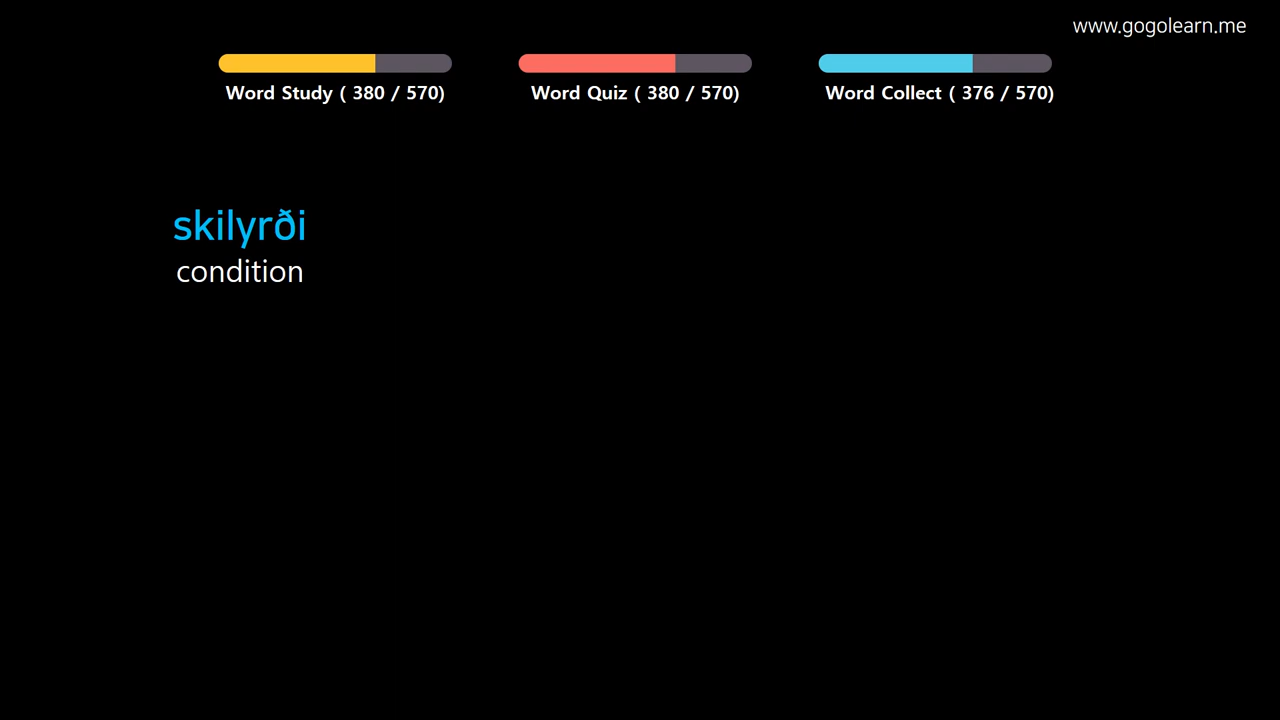 www.gogolearn.me
Word Study ( 380 / 570)
Word Quiz ( 380 / 570)
Word Collect ( 376 / 570)
skilyrði
condition